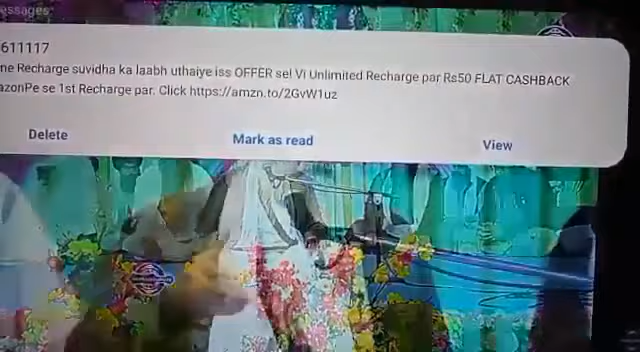 essages:
611117
ne Recharge suvidha ka laabh uthaiye iss OFFER se! Vi Unlimited Recharge par Rs50 FLAT CASHBACK
azonPe se 1st Recharge par. Click https://amzn.to/2GvW1uz
Delete
Mark as read
View